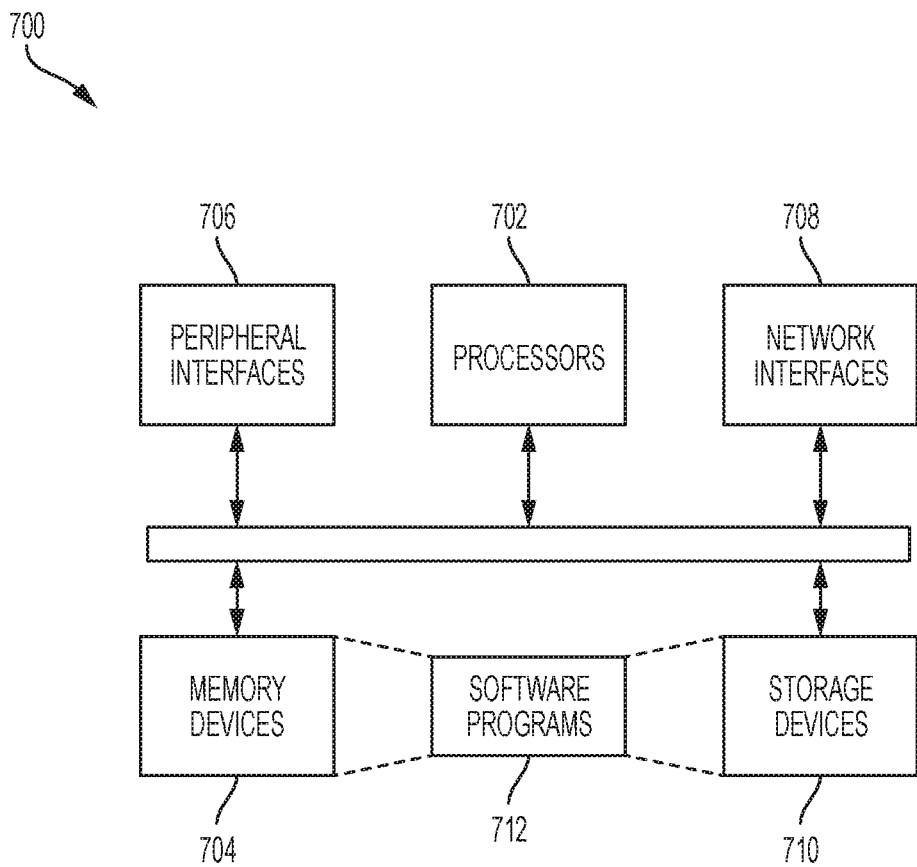 700
706
702
708
PERIPHERAL
INTERFACES
PROCESSORS
NETWORK
INTERFACES
MEMORY
DEVICES
SOFTWARE
PROGRAMS
STORAGE
DEVICES
704
712
710